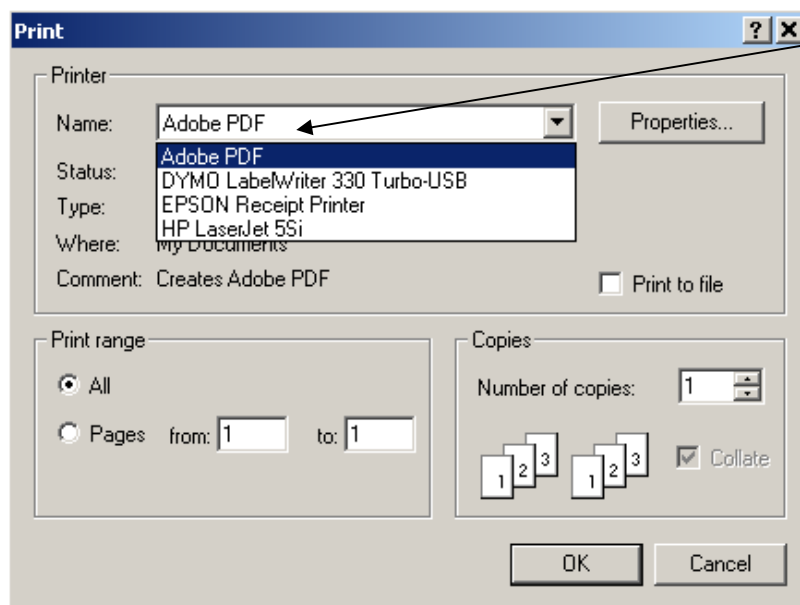 Print
Printer
Name: Adobe PDF Properties...
Adobe PDF
Status:
DYMO LabelWriter 330 Turbo-USB
Type: EPSON Receipt Printer
HP LaserJet 5Si
Where: My Documents
Comment: Creates Adobe PDF Print to file
Print range
All
Pages from: 1 to: 1
Copies
Number of copies: 1
1 2 3 1 2 3 Collate
OK Cancel